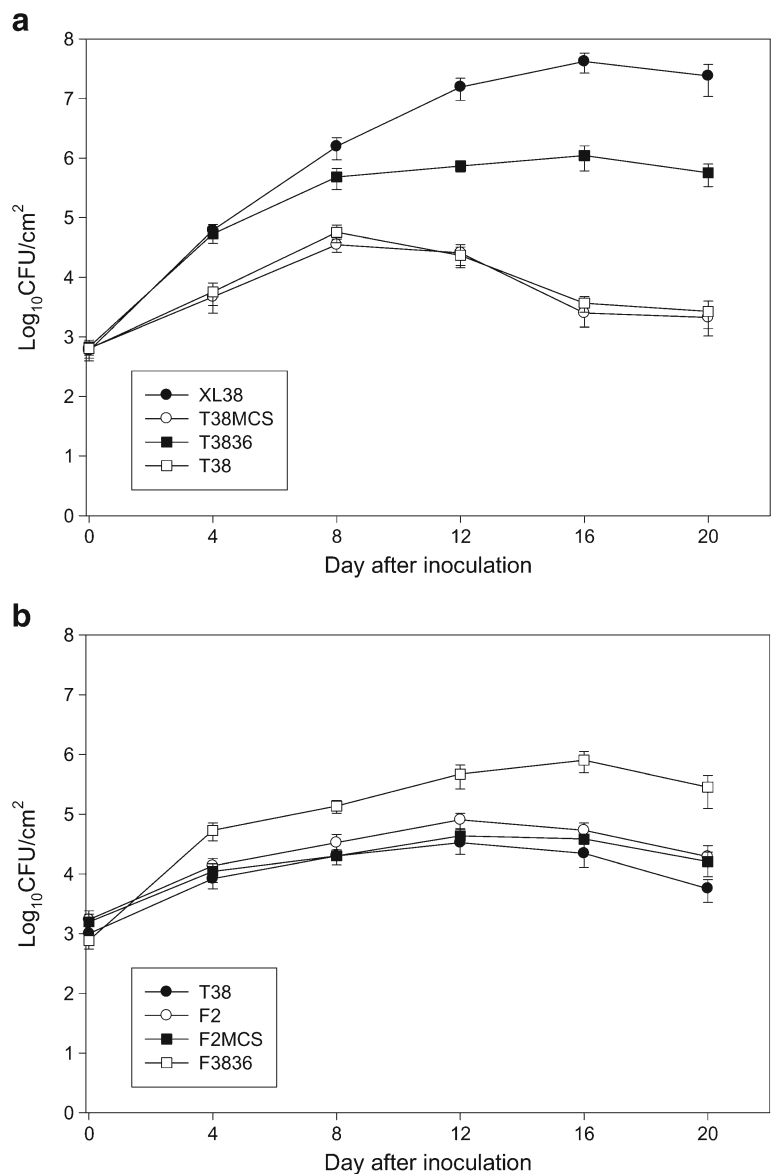 a
8
7
6
5
4
3
2
1
0
Log₁₀CFU/cm²
XL38
T38MCS
T3836
T38
0 4 8 12 16 20
Day after inoculation
b
8
7
6
5
4
3
2
1
0
Log₁₀CFU/cm²
T38
F2
F2MCS
F3836
0 4 8 12 16 20
Day after inoculation